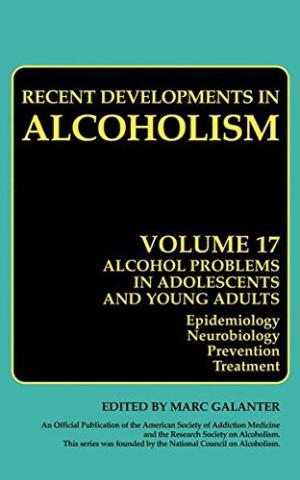 RECENT DEVELOPMENTS IN
ALCOHOLISM
VOLUME 17
ALCOHOL PROBLEMS
IN ADOLESCENTS
AND YOUNG ADULTS
Epidemiology
Neurobiology
Prevention
Treatment
EDITED BY MARC GALANTER
An Official Publication of the American Society of Addiction Medicine
and the Research Society on Alcoholism.
This series was founded by the National Council on Alcoholism.